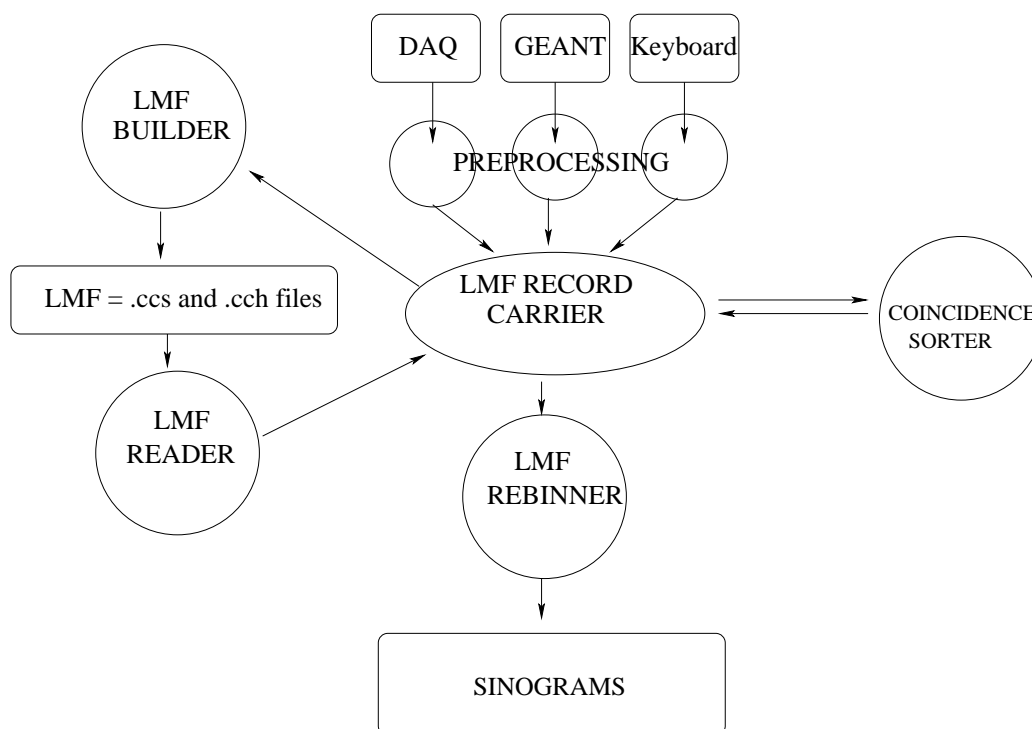 DAQ
GEANT
Keyboard
LMF
BUILDER
PREPROCESSING
LMF = .ccs and .cch files
LMF RECORD
CARRIER
COINCIDENCE
SORTER
LMF
READER
LMF
REBINNER
SINOGRAMS